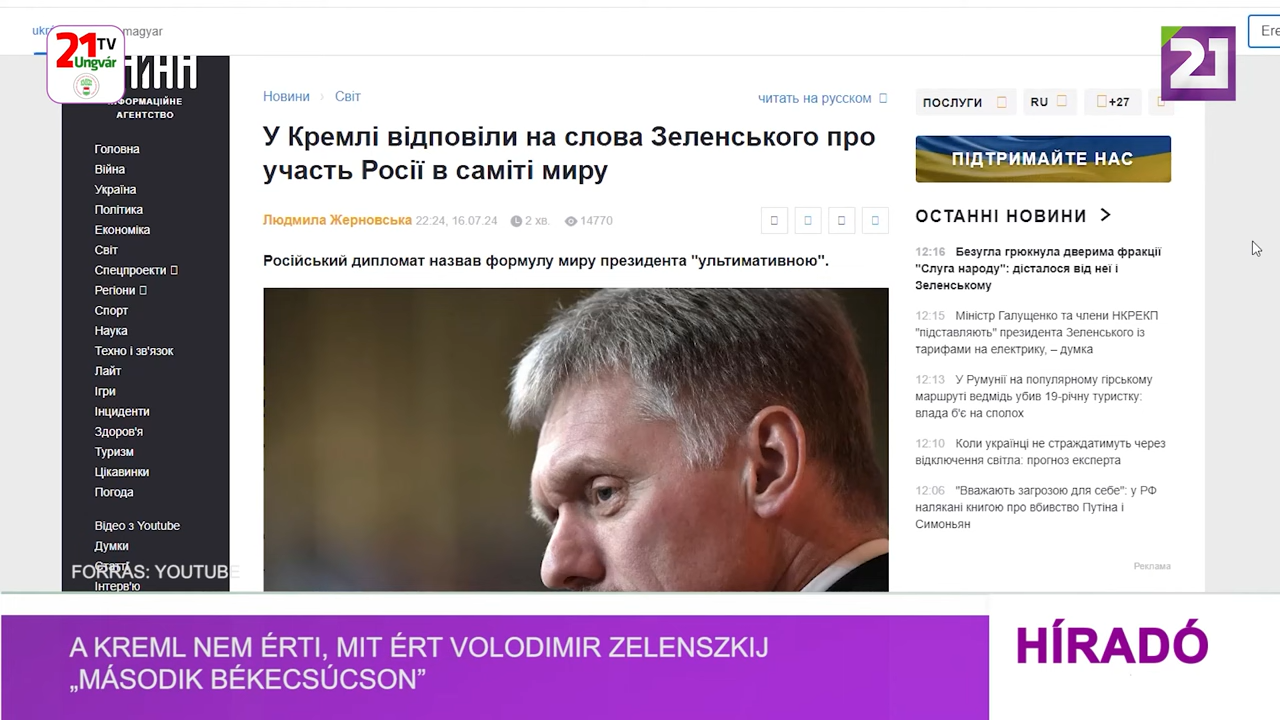 magyar
21TV
Ungvár
21
Ere
ІНФОРМАЦІЙНЕ
АГЕНТСТВО
Головна
Війна
Україна
Політика
Економіка
Світ
Спецпроекти
Регіони
Спорт
Наука
Техно і зв'язок
Лайт
Ігри
Інциденти
Здоров'я
Туризм
Цікавинки
Погода
Відео з Youtube
Думки
Інтерв'ю
Новини › Світ
читать на русском
У Кремлі відповіли на слова Зеленського про
участь Росії в саміті миру
Людмила Жерновська 22:24, 16.07.24 2 хв. 14770
Російський дипломат назвав формулу миру президента "ультимативною".
ПОСЛУГИ RU +27
ПІДТРИМАЙТЕ НАС
ОСТАННІ НОВИНИ
12:16 Безугла грюкнула дверима фракції
"Слуга народу": дісталося від неї і
Зеленському
12:15 Міністр Галущенко та члени НКРЕКП
"підставляють" президента Зеленського із
тарифами на електрику, – думка
12:13 У Румунії на популярному гірському
маршруті ведмідь убив 19-річну туристку:
влада б'є на сполох
12:10 Коли українці не страждатимуть через
відключення світла: прогноз експерта
12:06 "Вважають загрозою для себе": у РФ
налякані книгою про вбивство Путіна і
Симоньян
Реклама
FORRÁS: YOUTUBE
A KREML NEM ÉRTI, MIT ÉRT VOLODIMIR ZELENSZKIJ
„MÁSODIK BÉKECSÚCSON”
HÍRADÓ